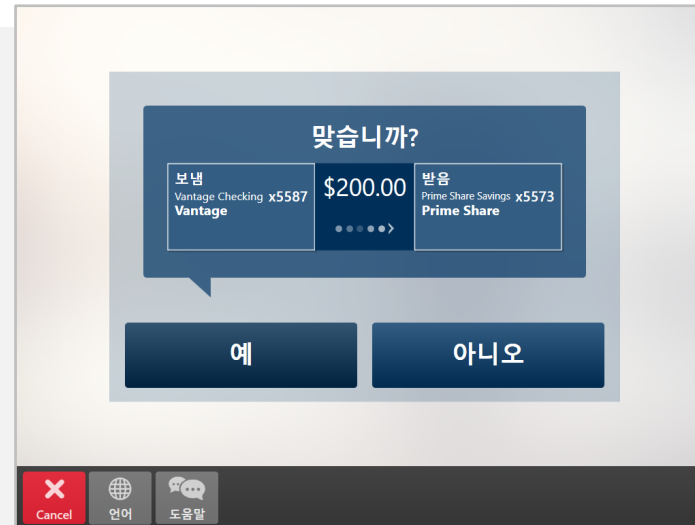 맞습니까?
보냄
Vantage Checking x5587
Vantage
$200.00
받음
Prime Share Savings x5573
Prime Share
예
아니오
Cancel
언어
도움말